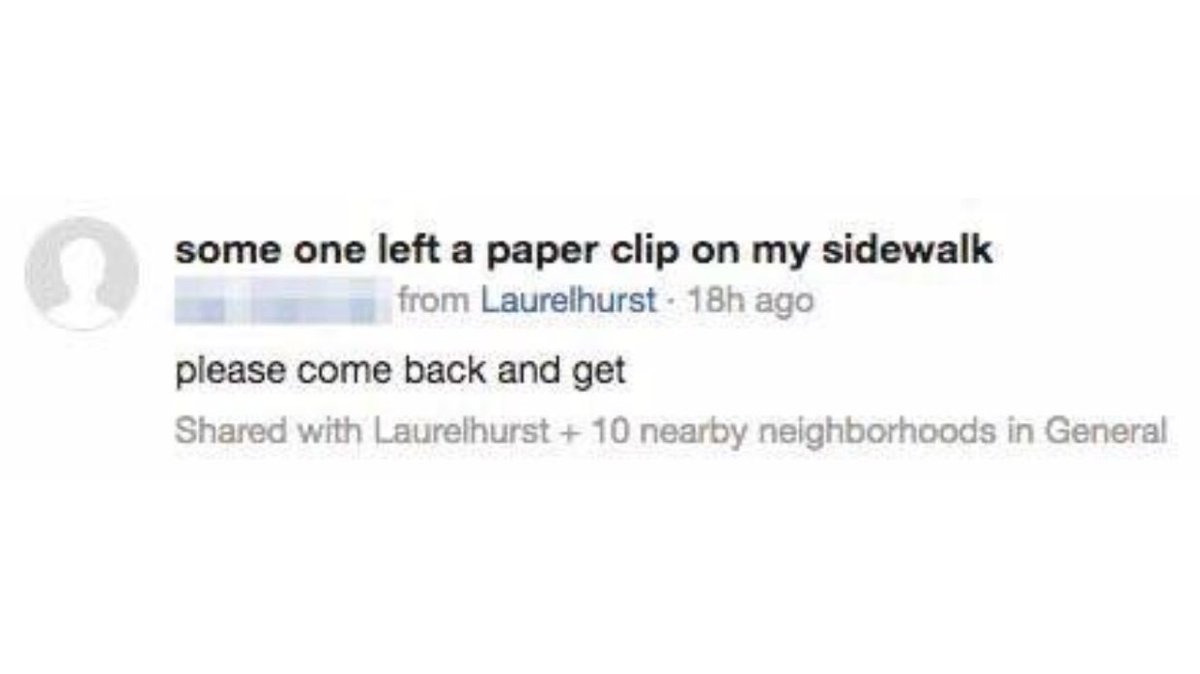 some one left a paper clip on my sidewalk
from Laurelhurst · 18h ago
please come back and get
Shared with Laurelhurst + 10 nearby neighborhoods in General